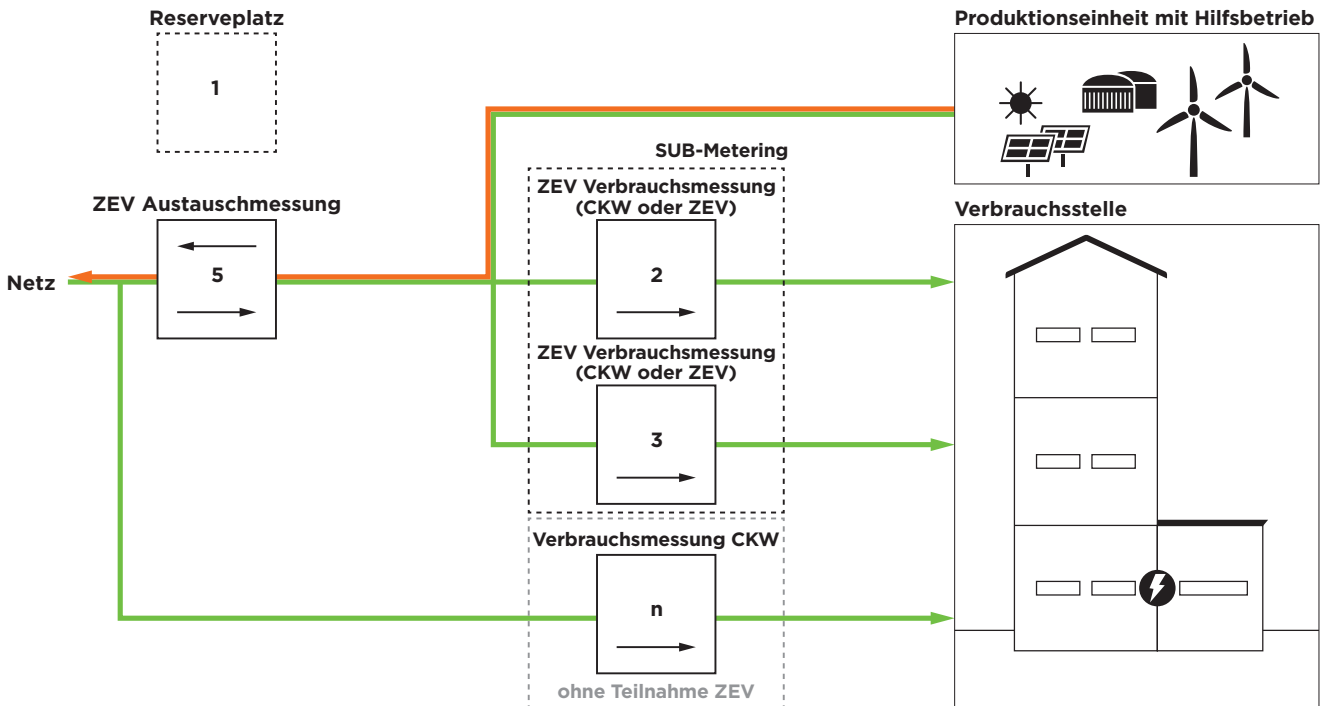 Reserveplatz
1
Produktionseinheit mit Hilfsbetrieb
SUB-Metering
ZEV Austauschmessung
5
Netz
ZEV Verbrauchsmessung
(CKW oder ZEV)
2
ZEV Verbrauchsmessung
(CKW oder ZEV)
3
Verbrauchsmessung CKW
n
ohne Teilnahme ZEV
Verbrauchsstelle